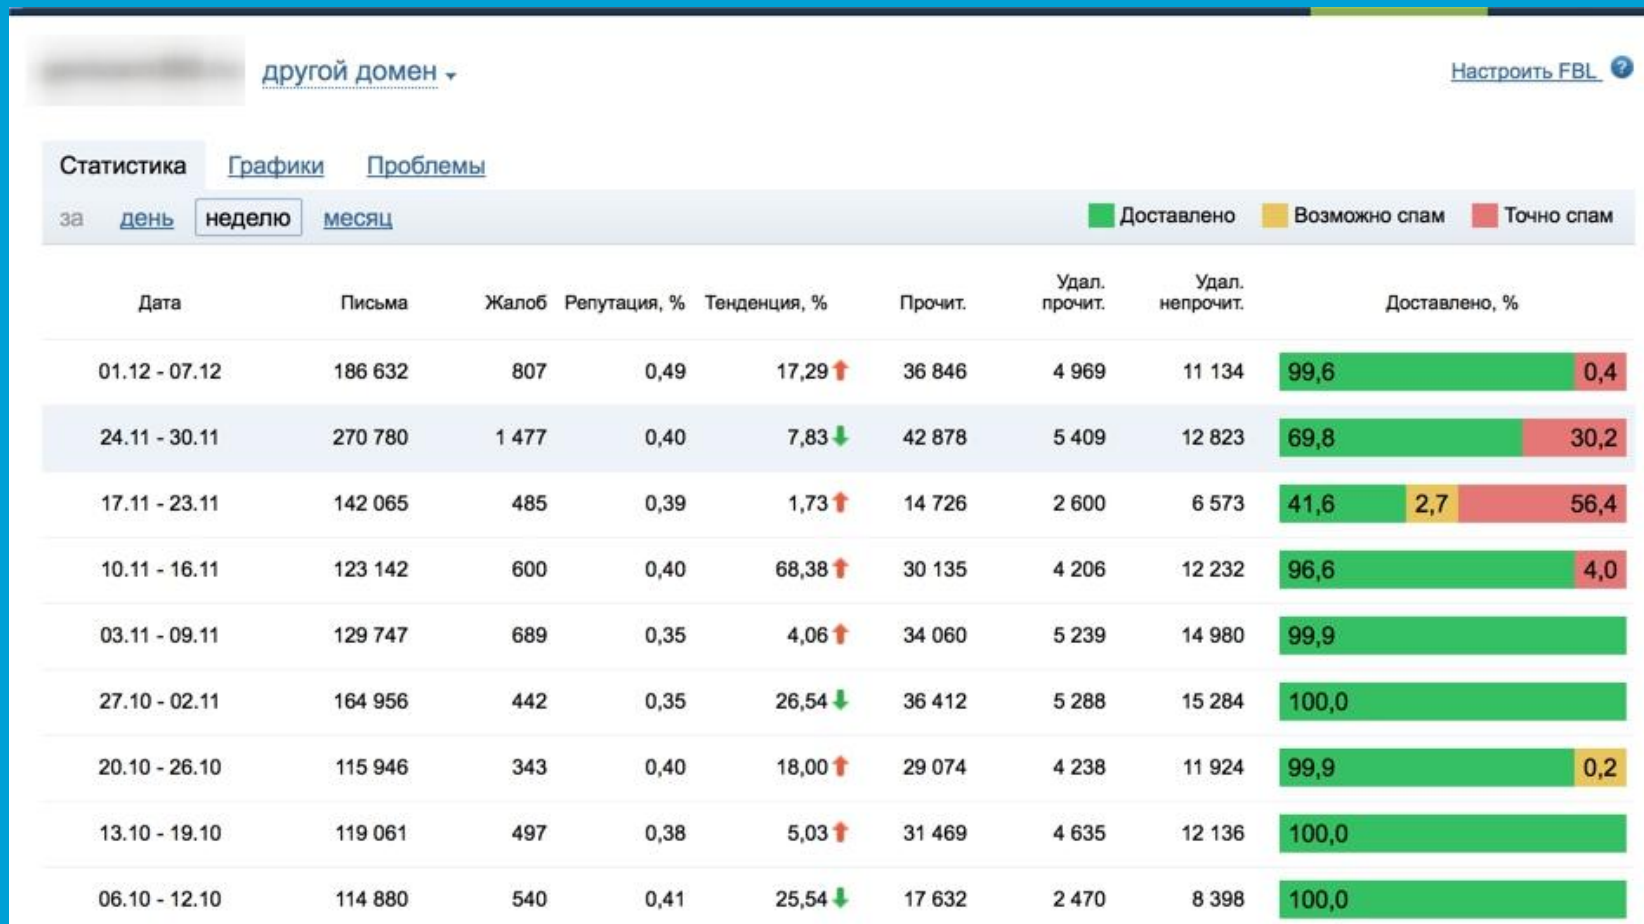 другой домен
Настроить FBL ?
Статистика Графики Проблемы
за день неделю месяц Доставлено Возможно спам Точно спам
Дата Письма Жалоб Репутация, % Тенденция, % Прочит. Удал. прочит. Удал. непрочит. Доставлено, %
01.12 - 07.12 186 632 807 0,49 17,29 36 846 4 969 11 134 99,6 0,4
24.11 - 30.11 270 780 1 477 0,40 7,83 42 878 5 409 12 823 69,8 30,2
17.11 - 23.11 142 065 485 0,39 1,73 14 726 2 600 6 573 41,6 2,7 56,4
10.11 - 16.11 123 142 600 0,40 68,38 30 135 4 206 12 232 96,6 4,0
03.11 - 09.11 129 747 689 0,35 4,06 34 060 5 239 14 980 99,9
27.10 - 02.11 164 956 442 0,35 26,54 36 412 5 288 15 284 100,0
20.10 - 26.10 115 946 343 0,40 18,00 29 074 4 238 11 924 99,9 0,2
13.10 - 19.10 119 061 497 0,38 5,03 31 469 4 635 12 136 100,0
06.10 - 12.10 114 880 540 0,41 25,54 17 632 2 470 8 398 100,0